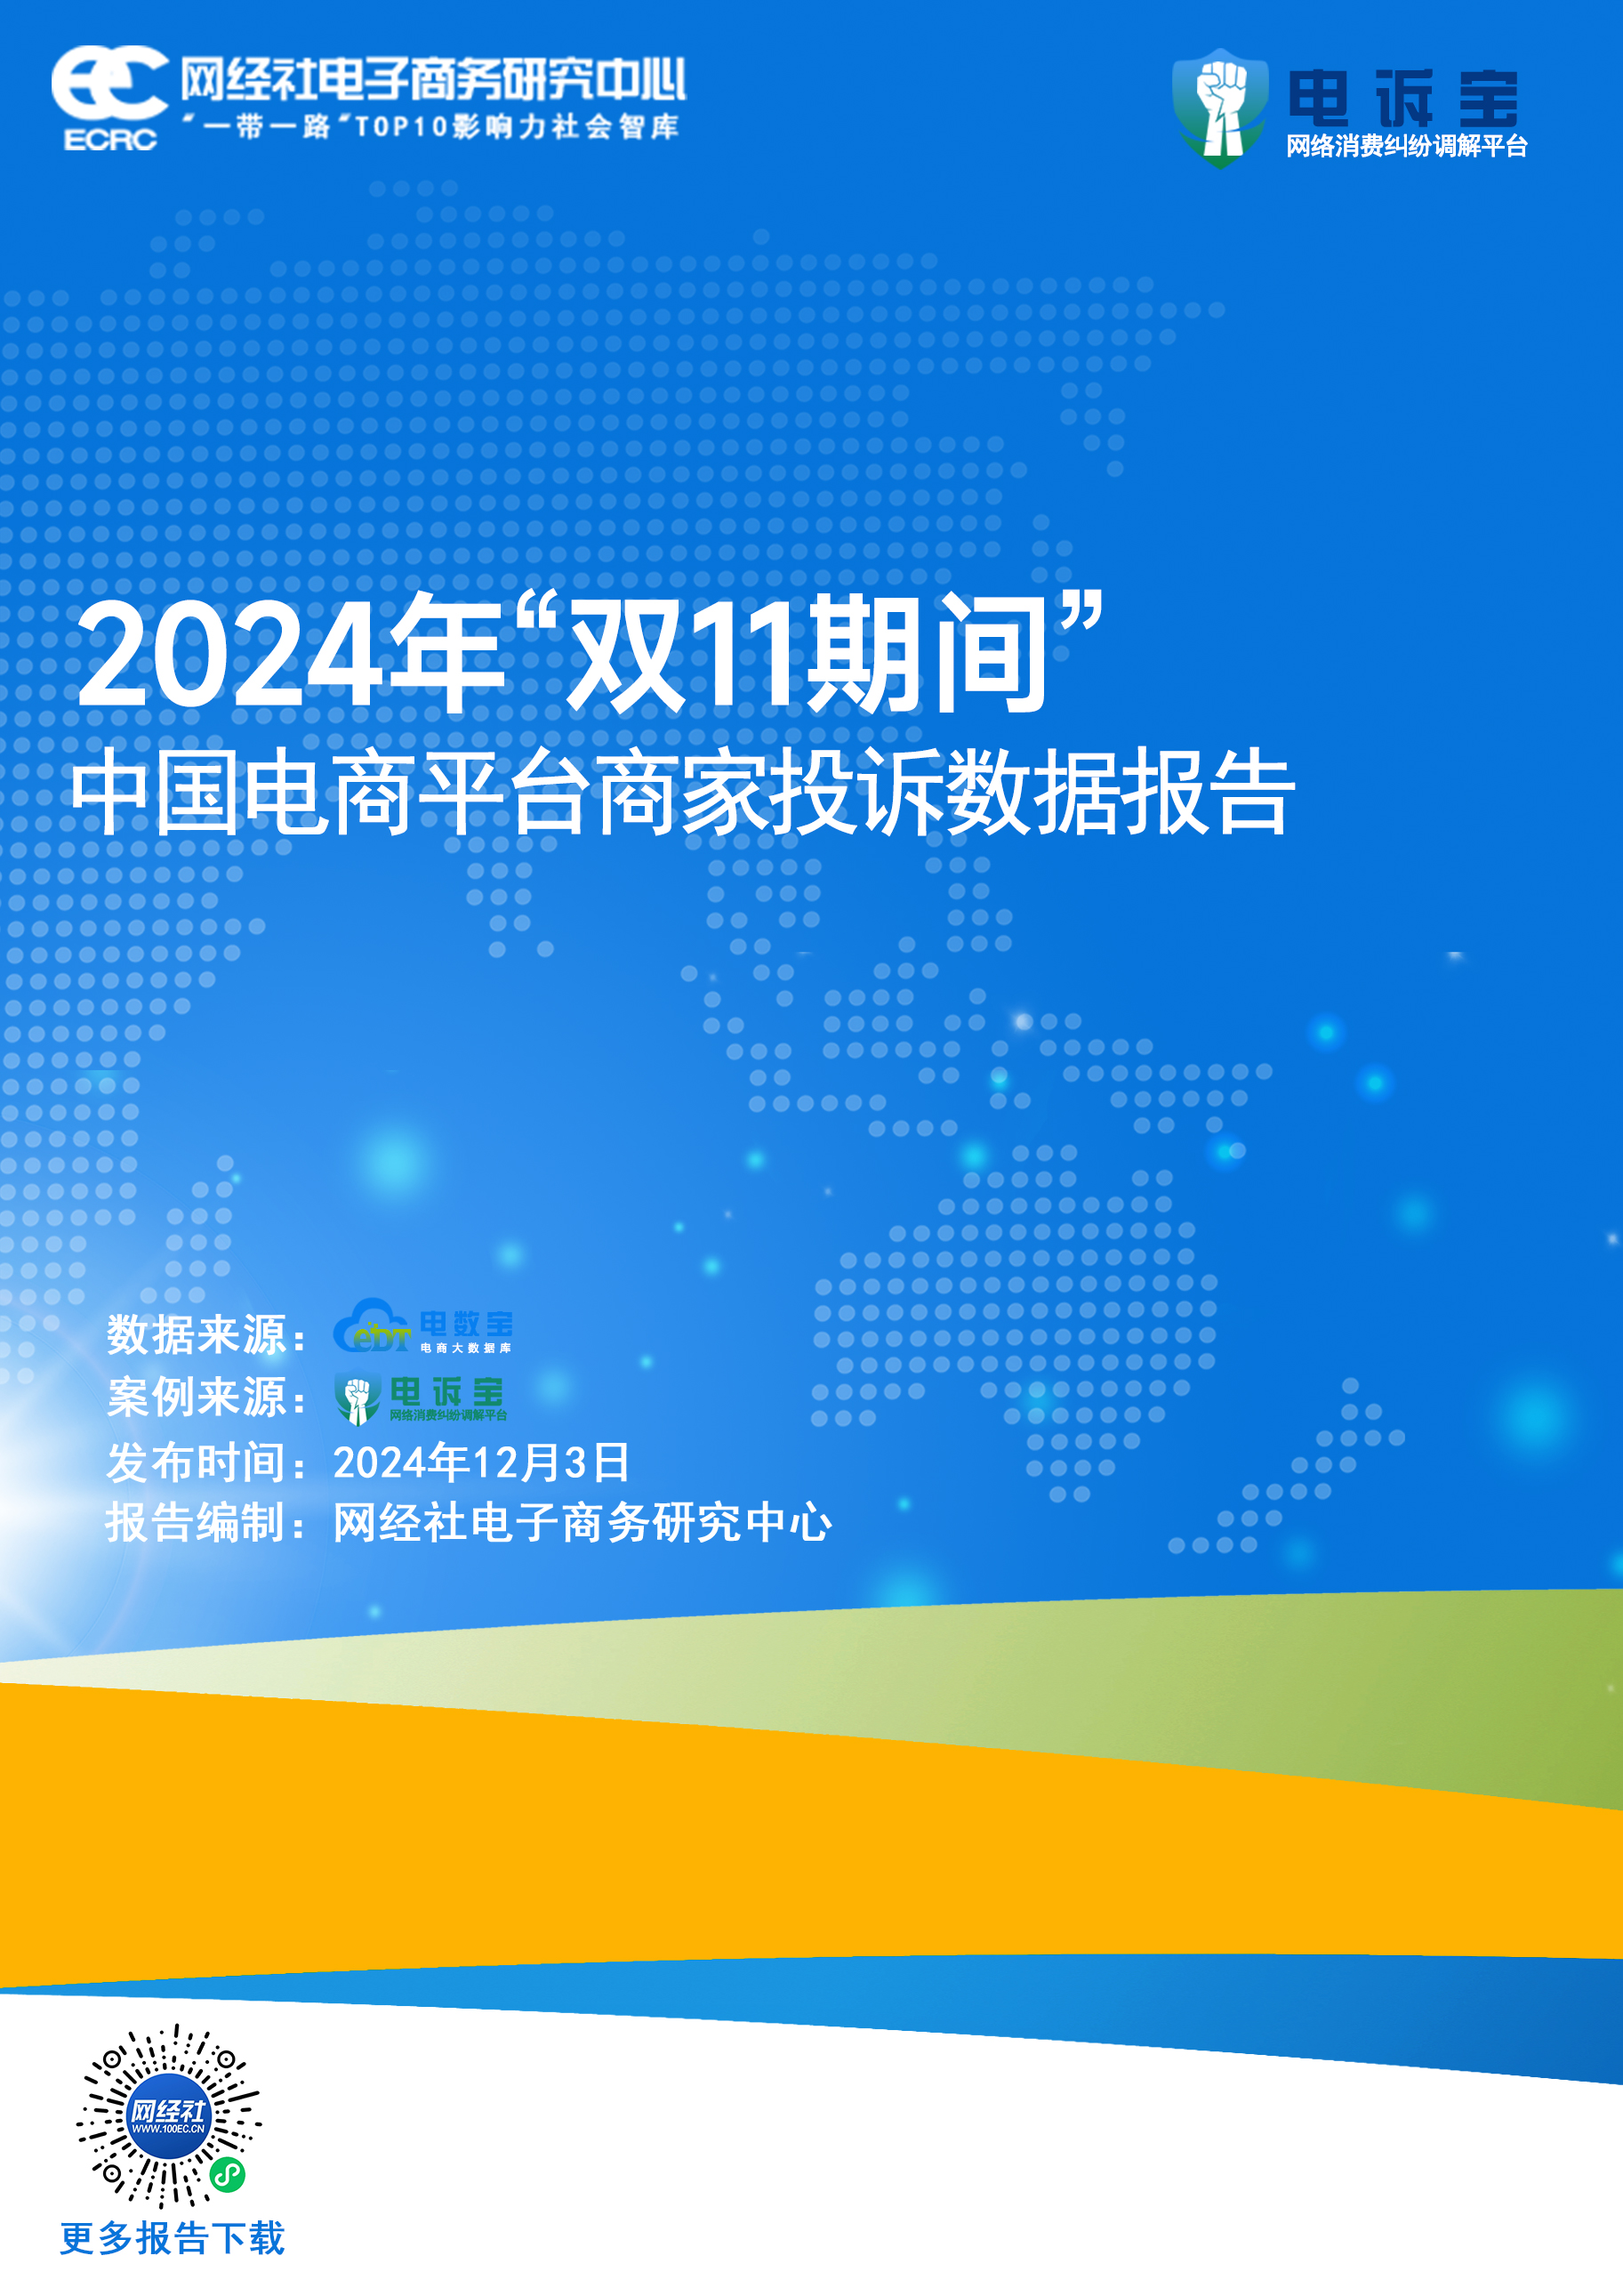 网经社电子商务研究中心
“一带一路”TOP10影响力社会智库
ECRC
电诉宝
网络消费纠纷调解平台
2024年“双11期间”
中国电商平台商家投诉数据报告
数据来源：eDT 电数宝
电商大数据库
案例来源：电诉宝
网络消费纠纷调解平台
发布时间：2024年12月3日
报告编制：网经社电子商务研究中心
网经社
WWW.100EC.CN
更多报告下载